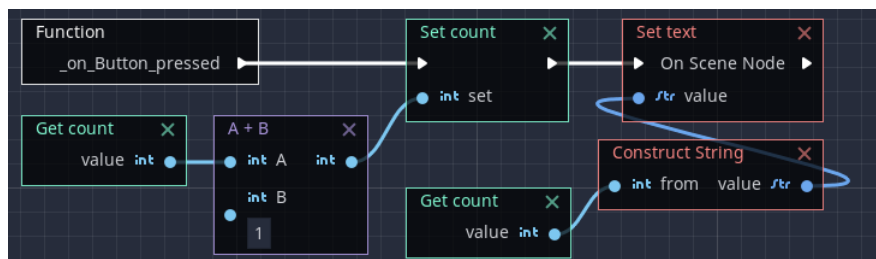 Function
_on_Button_pressed
Set count
int set
Set text
On Scene Node
Str value
Get count
value int
A + B
int A int
int B
1
Get count
value int
Construct String
int from value Str